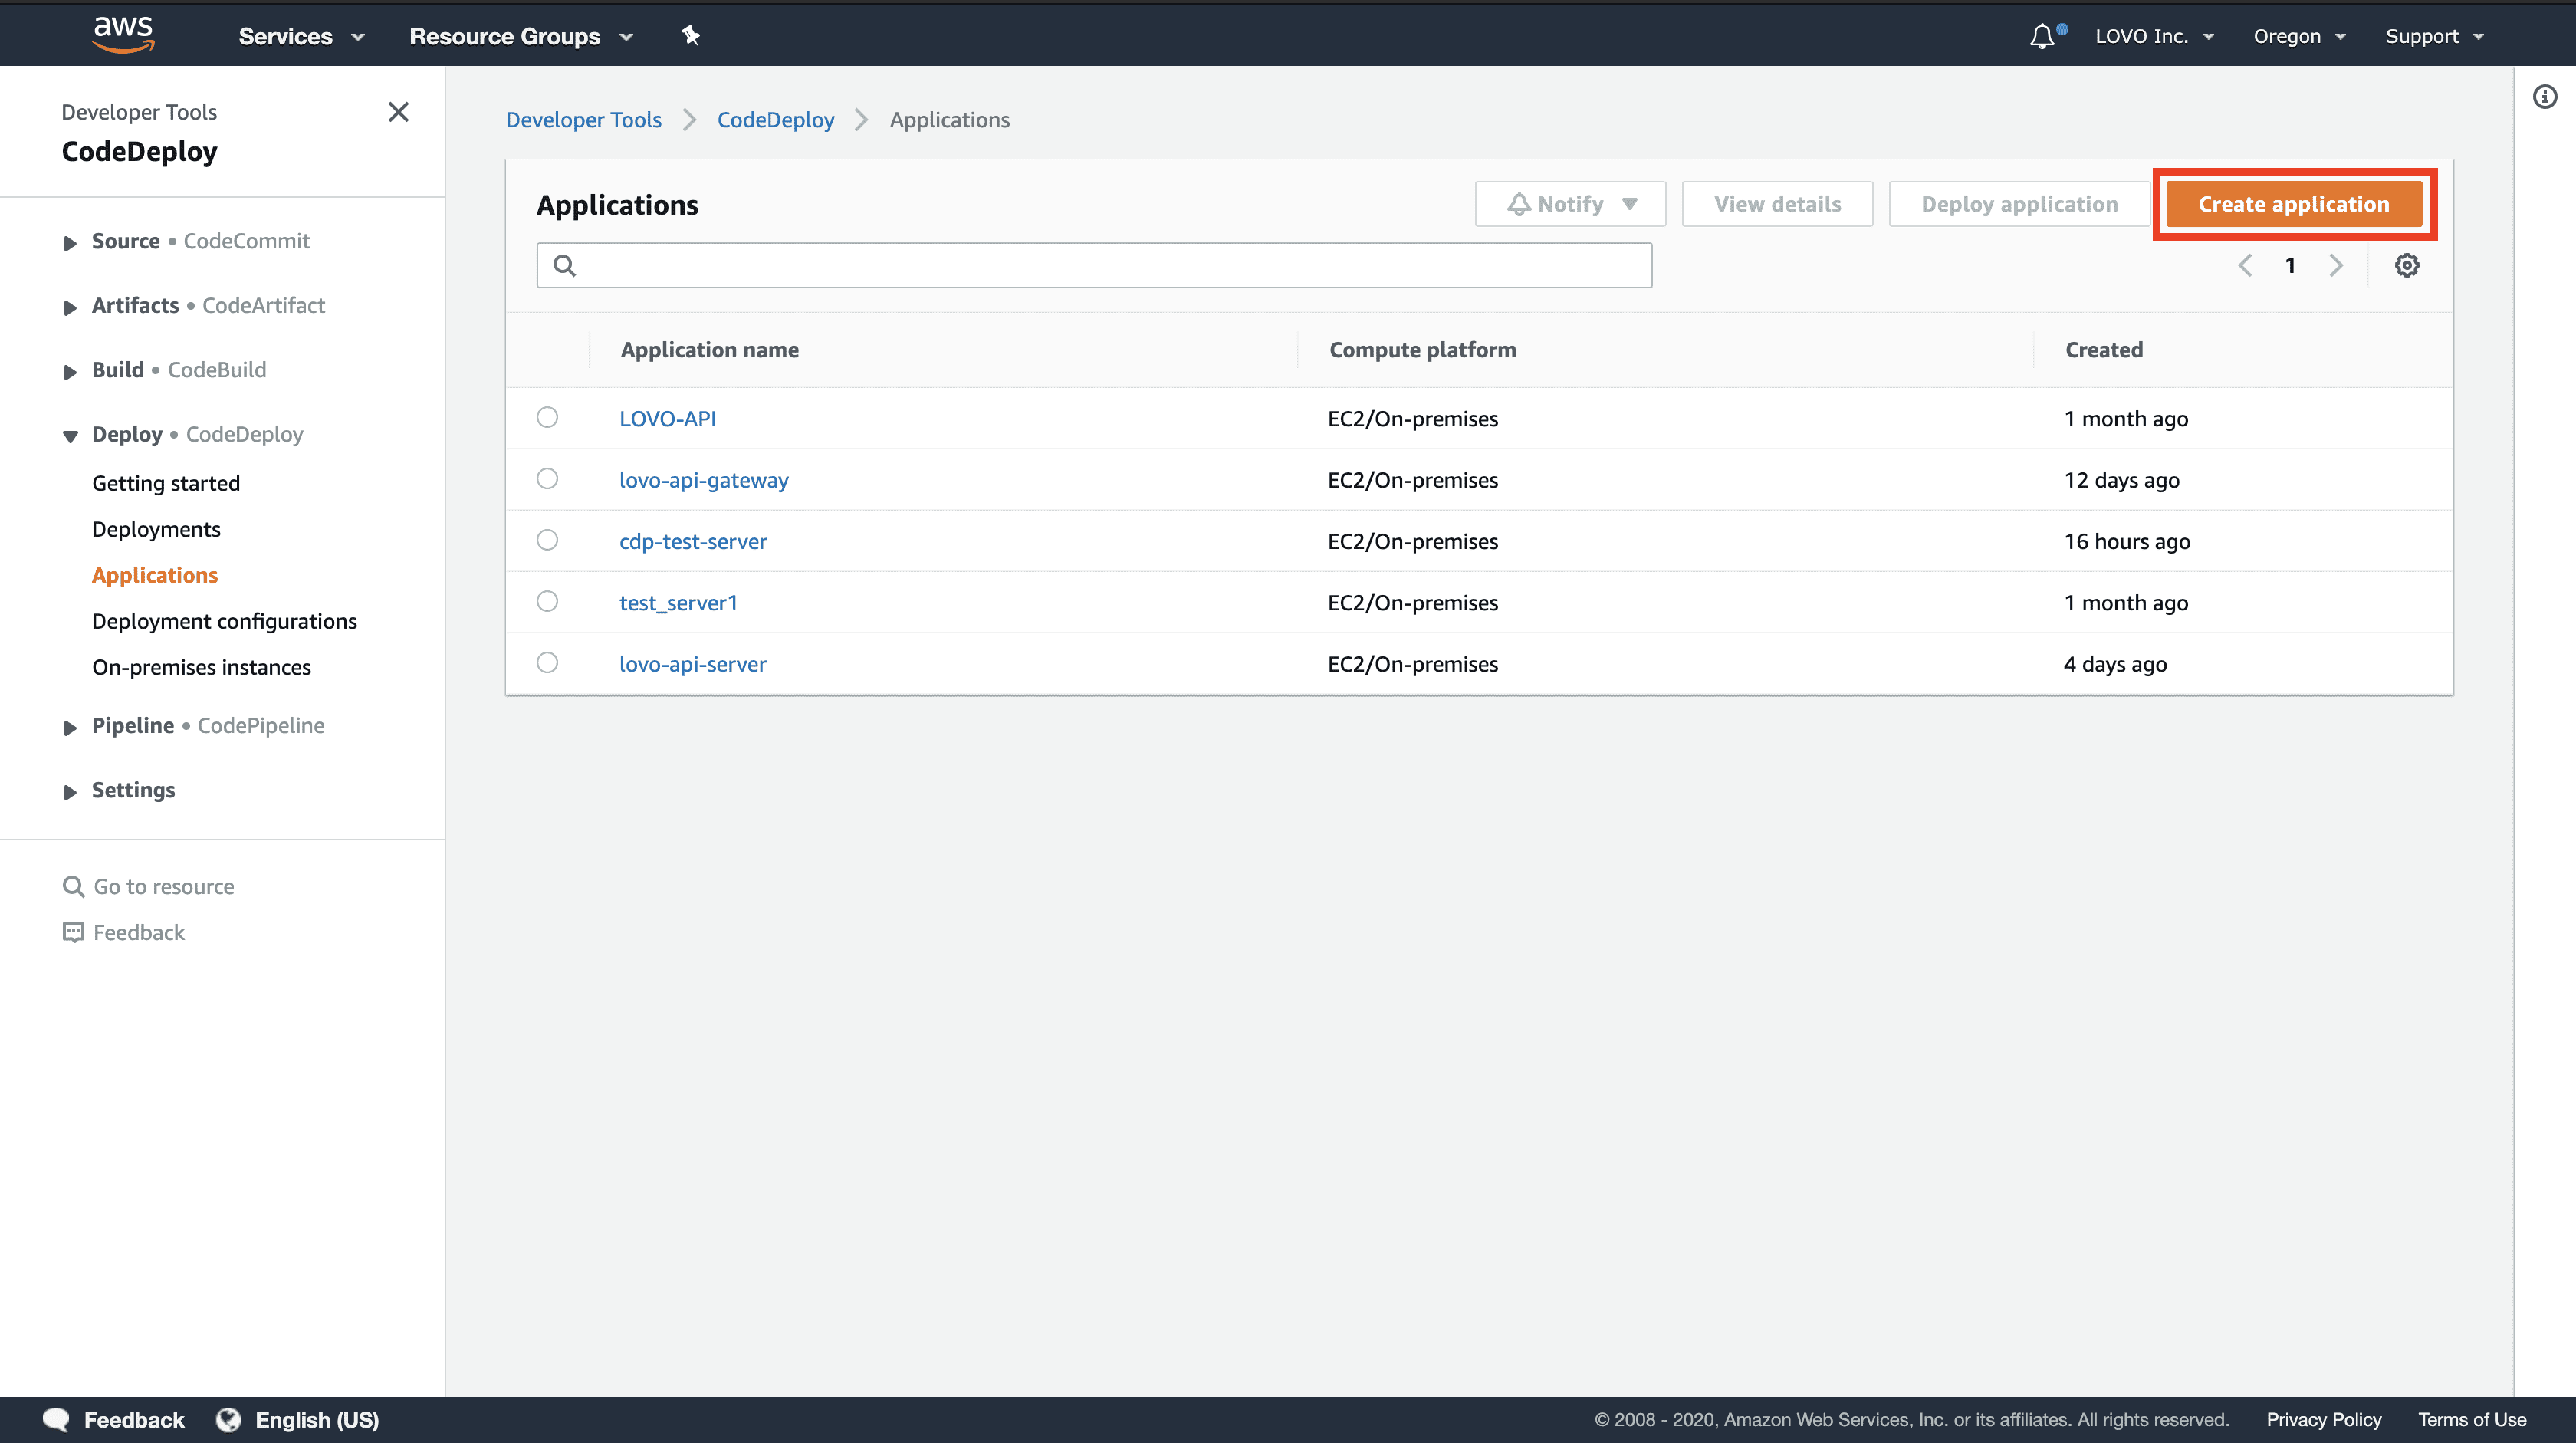 aws Services Resource Groups LOVO Inc. Oregon Support
Developer Tools
CodeDeploy
Source • CodeCommit
Artifacts • CodeArtifact
Build • CodeBuild
Deploy • CodeDeploy
Getting started
Deployments
Applications
Deployment configurations
On-premises instances
Pipeline • CodePipeline
Settings
Go to resource
Feedback
Developer Tools CodeDeploy Applications
Applications Notify View details Deploy application Create application
1
Application name Compute platform Created
LOVO-API EC2/On-premises 1 month ago
lovo-api-gateway EC2/On-premises 12 days ago
cdp-test-server EC2/On-premises 16 hours ago
test_server1 EC2/On-premises 1 month ago
lovo-api-server EC2/On-premises 4 days ago
Feedback English (US) © 2008 - 2020, Amazon Web Services, Inc. or its affiliates. All rights reserved. Privacy Policy Terms of Use